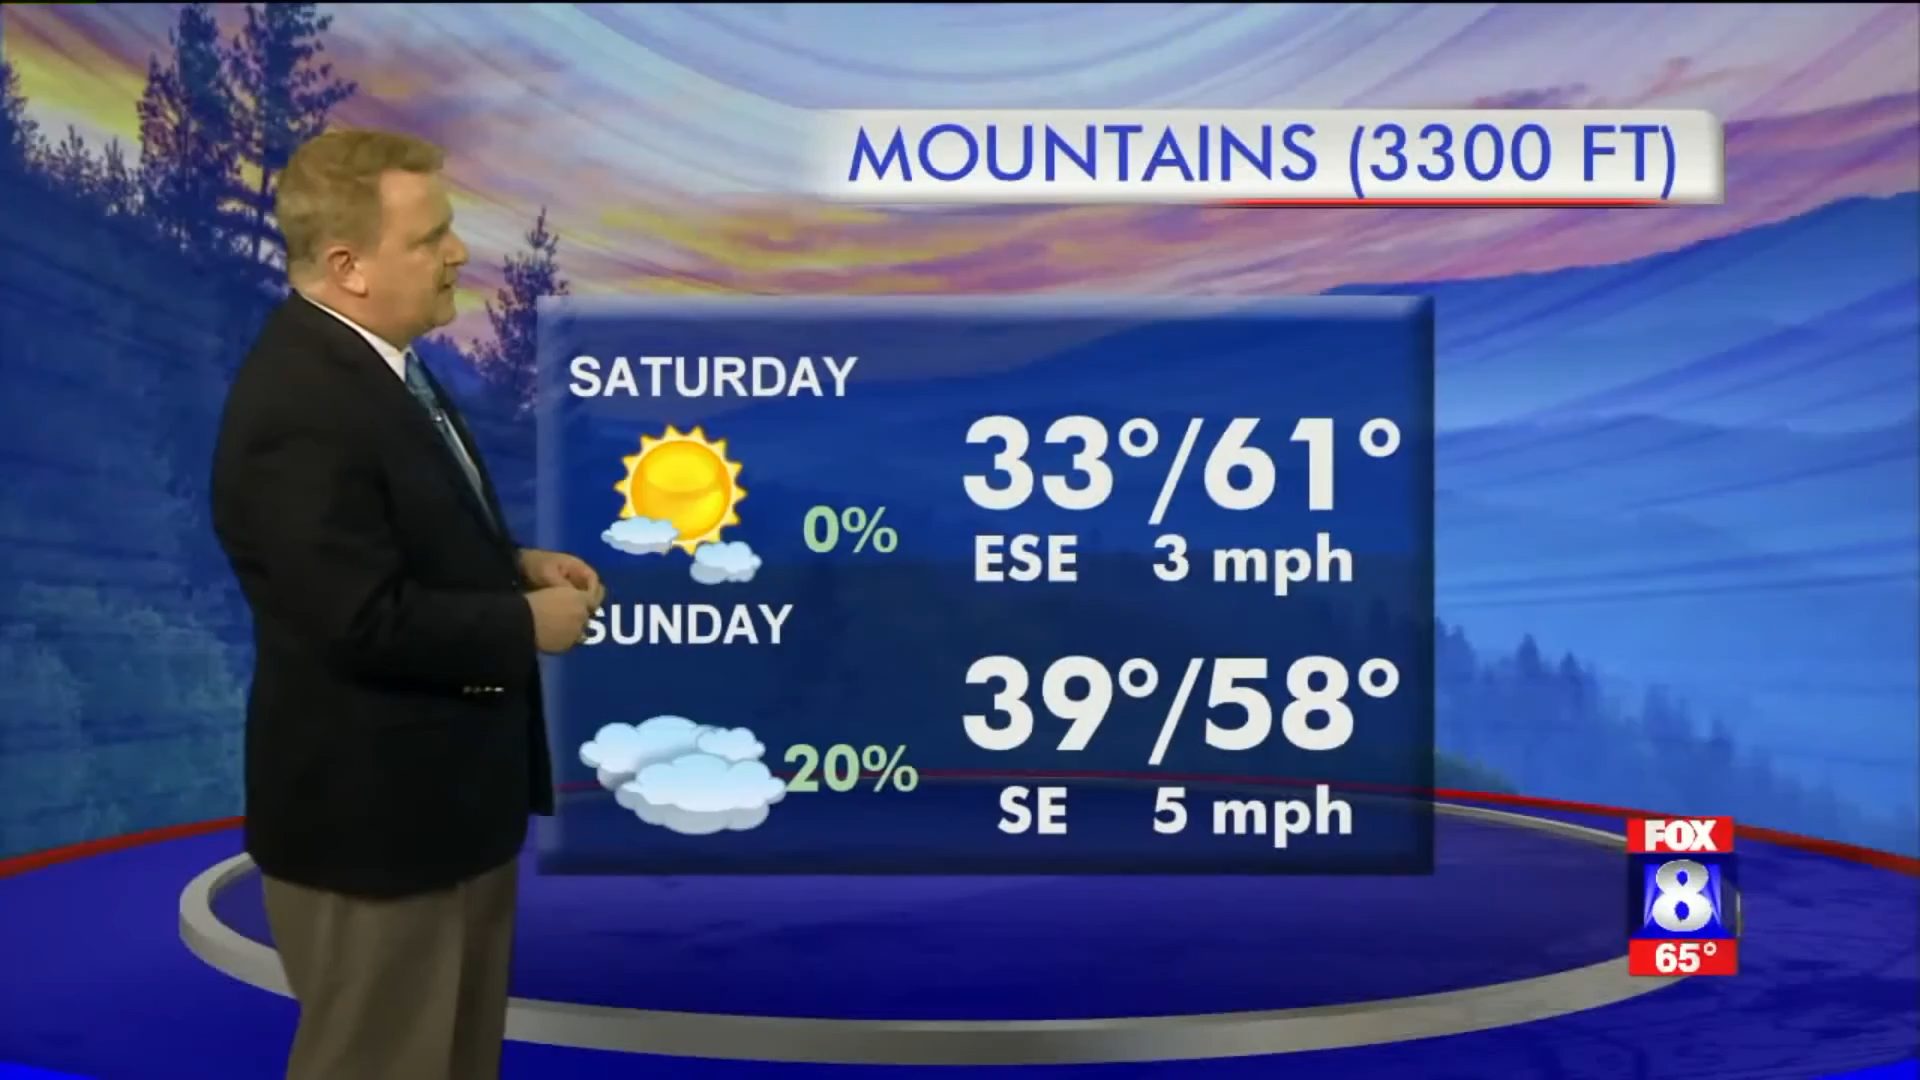 MOUNTAINS (3300 FT)
SATURDAY
0%
33°/61°
ESE 3 mph
SUNDAY
20%
39°/58°
SE 5 mph
FOX
8
65°